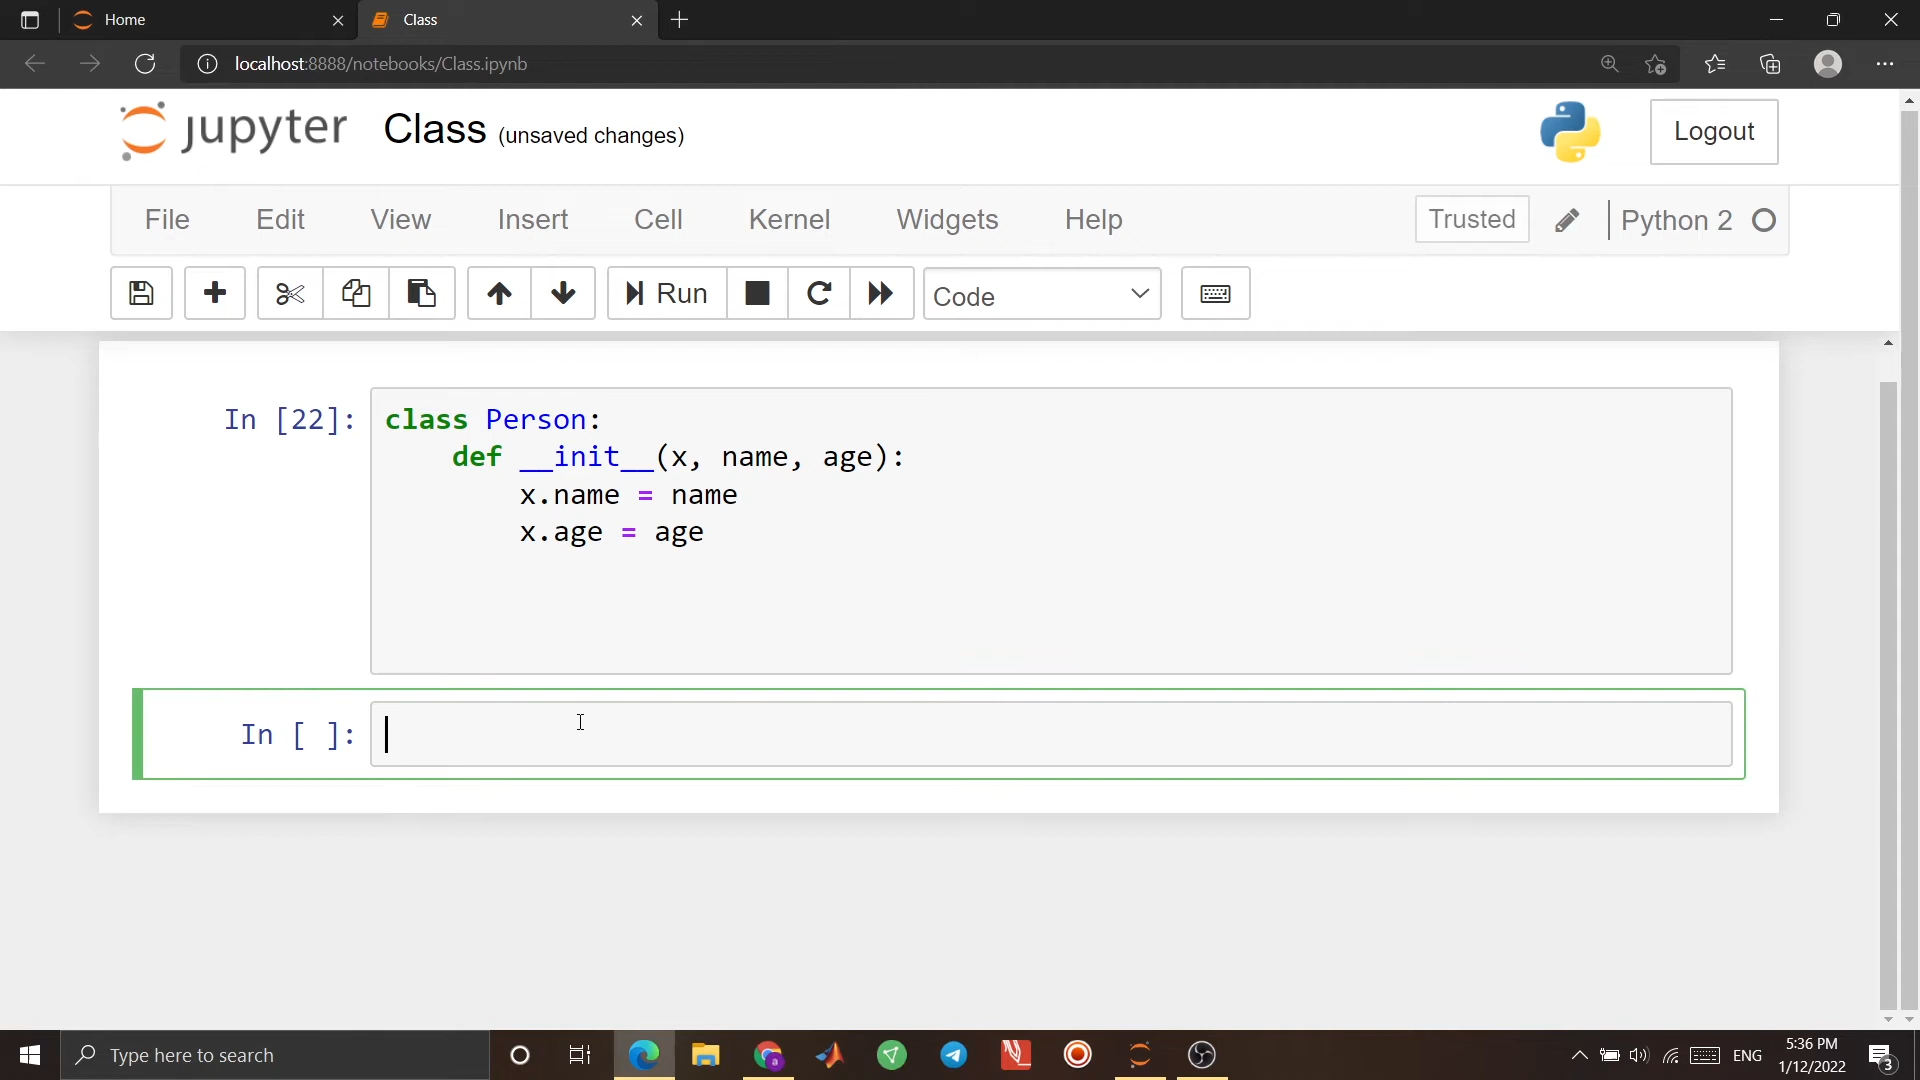 Home
Class
localhost:8888/notebooks/Class.ipynb
jupyter Class (unsaved changes)
Logout
File Edit View Insert Cell Kernel Widgets Help
Trusted
Python 2
Run
Code
In [22]:
class Person:
    def __init__(x, name, age):
        x.name = name
        x.age = age
In [ ]:
Type here to search
ENG
5:36 PM
1/12/2022
3